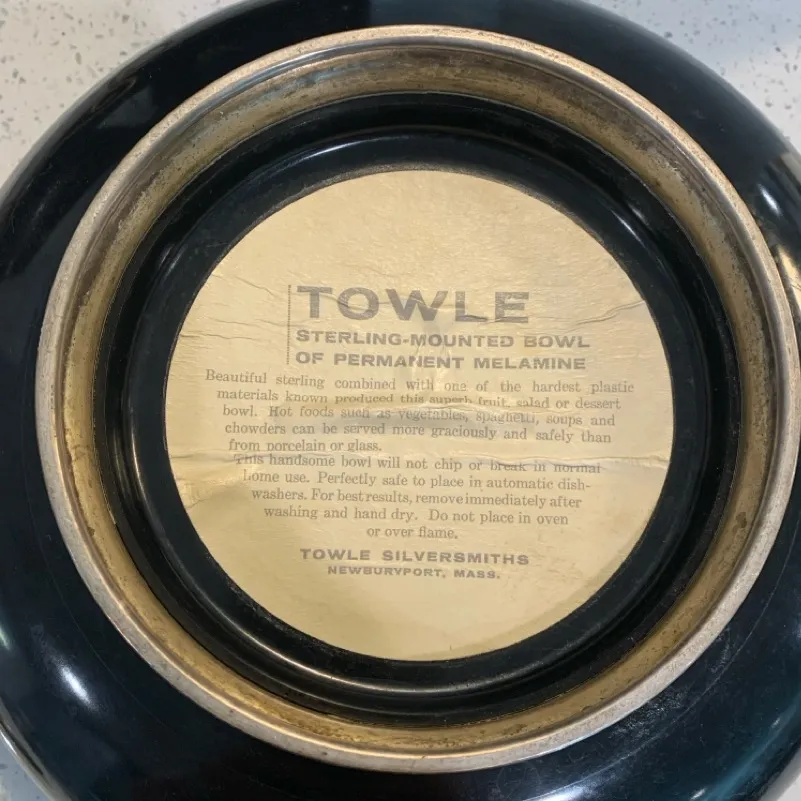 TOWLE
STERLING-MOUNTED BOWL
OF PERMANENT MELAMINE
Beautiful sterling combined with one of the hardest plastic
materials known produced this superb fruit, salad or dessert
bowl. Hot foods such as vegetables, spaghetti, soups and
chowders can be served more graciously and safely than
from porcelain or glass.
This handsome bowl will not chip or break in normal
home use. Perfectly safe to place in automatic dish-
washers. For best results, remove immediately after
washing and hand dry. Do not place in oven
or over flame.
TOWLE SILVERSMITHS
NEWBURYPORT, MASS.